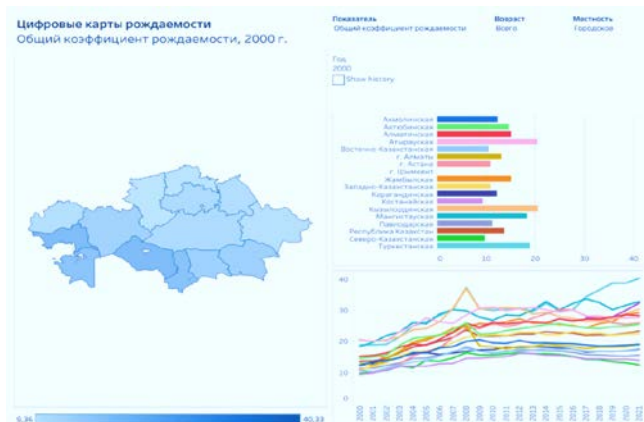 Цифровые карты рождаемости
Общий коэффициент рождаемости, 2000 г.
Показатель
Общий коэффициент рождаемости
Возраст
Всего
Местность
Городское
Год
2000
Show history
Акмолинская
Актюбинская
Алматинская
Атырауская
Восточно-Казахстанская
г. Алматы
г. Астана
г. Шымкент
Жамбылская
Западно-Казахстанская
Карагандинская
Костанайская
Кызылординская
Мангистауская
Павлодарская
Республика Казахстан
Северо-Казахстанская
Туркистанская
0 10 20 30 40
40
30
20
10
0
2000 2001 2002 2003 2004 2005 2006 2007 2008 2009 2010 2011 2012 2013 2014 2015 2016 2017 2018 2019 2020 2021
6,36 40,33